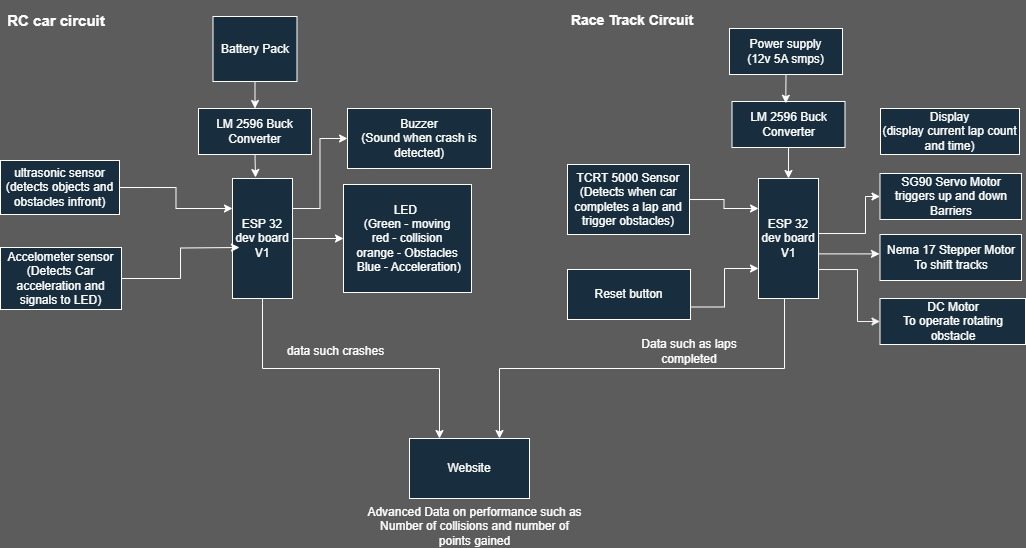 RC car circuit
Race Track Circuit
Battery Pack
Power supply
(12v 5A smps)
LM 2596 Buck
Converter
Buzzer
(Sound when crash is
detected)
LM 2596 Buck
Converter
Display
(display current lap count
and time)
ultrasonic sensor
(detects objects and
obstacles infront)
ESP 32
dev board
V1
LED
(Green - moving
red - collision
orange - Obstacles
Blue - Acceleration)
TCRT 5000 Sensor
(Detects when car
completes a lap and
trigger obstacles)
ESP 32
dev board
V1
SG90 Servo Motor
triggers up and down
Barriers
Accelometer sensor
(Detects Car
acceleration and
signals to LED)
Nema 17 Stepper Motor
To shift tracks
Reset button
DC Motor
To operate rotating
obstacle
data such crashes
Data such as laps
completed
Website
Advanced Data on performance such as
Number of collisions and number of
points gained